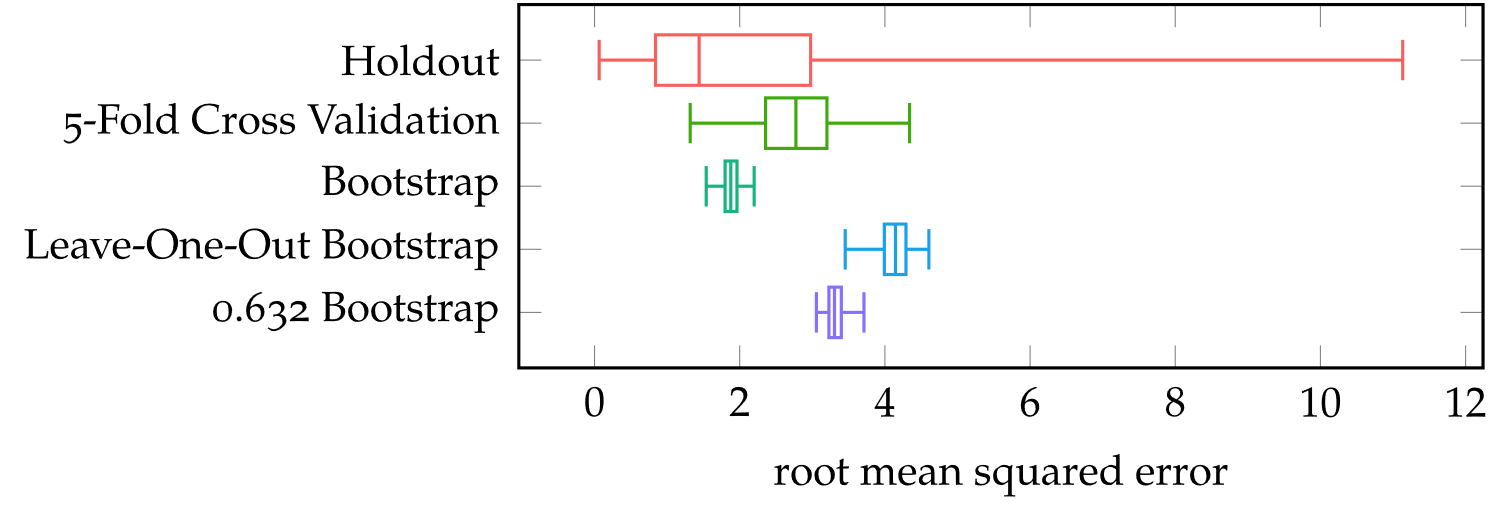 Holdout
5-Fold Cross Validation
Bootstrap
Leave-One-Out Bootstrap
0.632 Bootstrap
0 2 4 6 8 10 12
root mean squared error